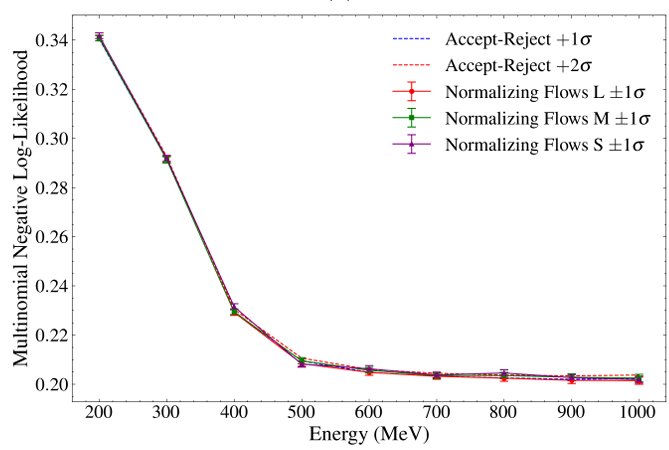 Accept-Reject +1σ
Accept-Reject +2σ
Normalizing Flows L ±1σ
Normalizing Flows M ±1σ
Normalizing Flows S ±1σ
Multinomial Negative Log-Likelihood
0.34
0.32
0.30
0.28
0.26
0.24
0.22
0.20
200 300 400 500 600 700 800 900 1000
Energy (MeV)